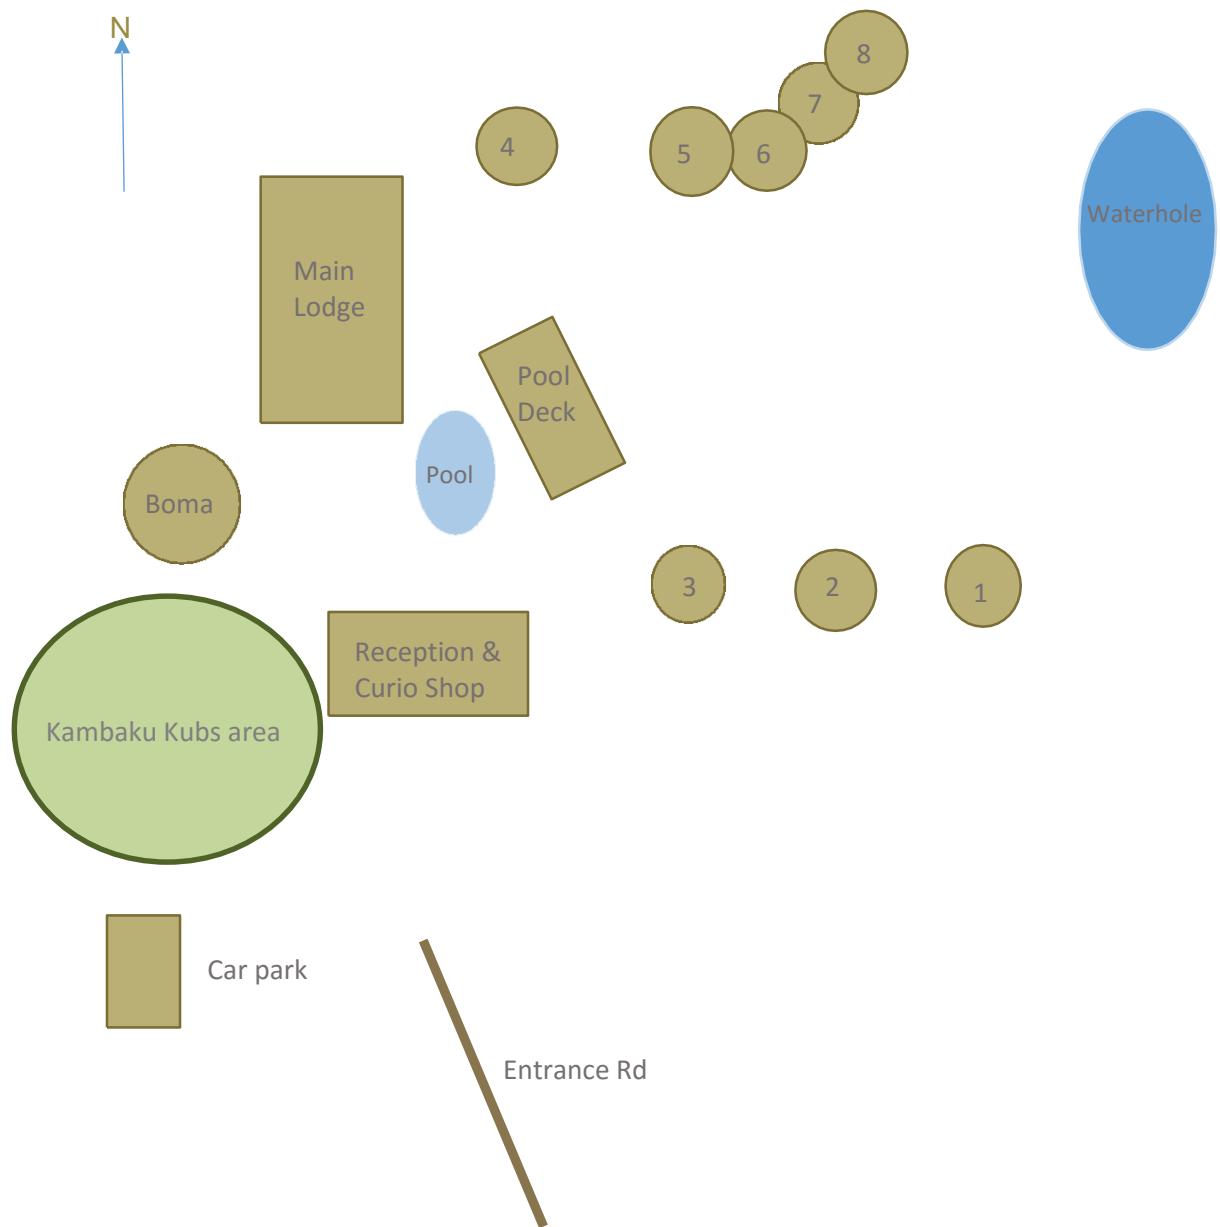 N
8
7
4
5
6
Waterhole
Main
Lodge
Pool
Deck
Pool
Boma
3
2
1
Reception &
Curio Shop
Kambaku Kubs area
Car park
Entrance Rd